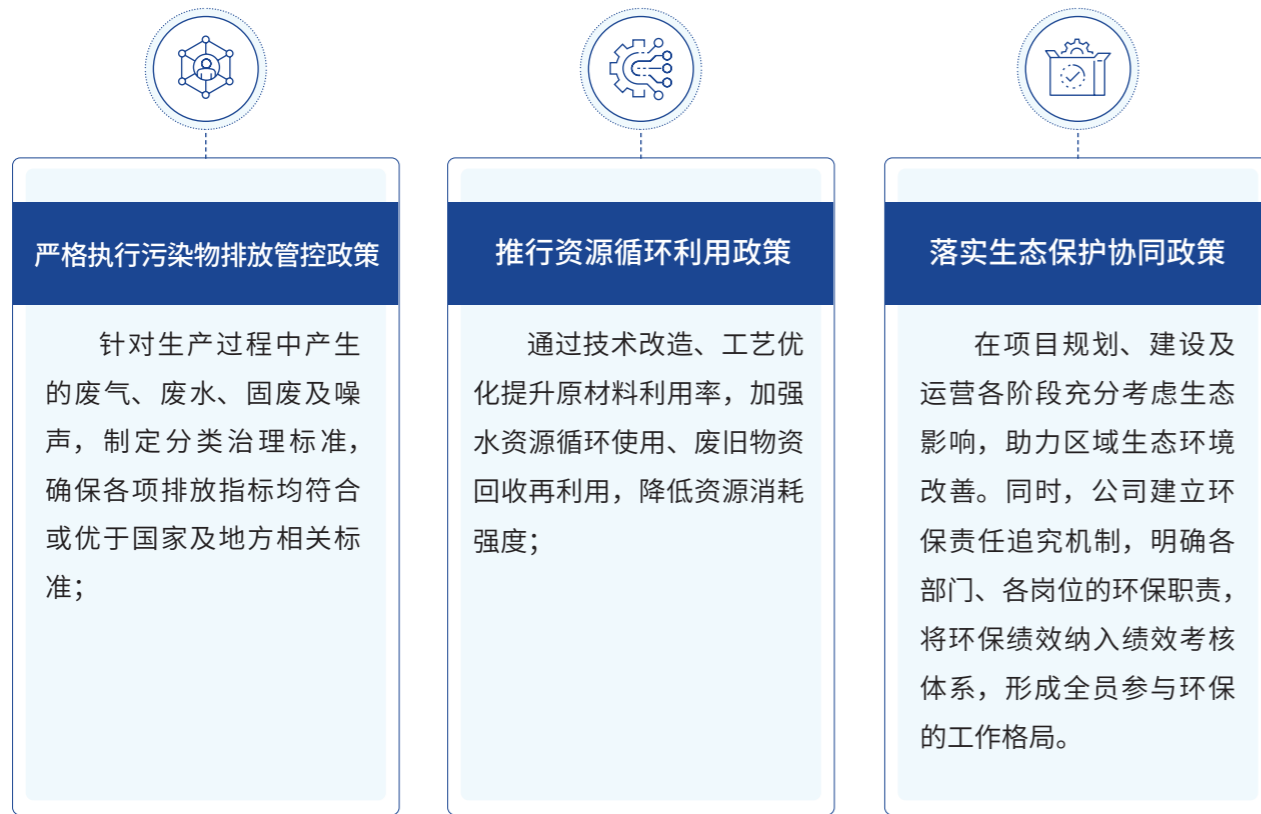 严格执行污染物排放管控政策
针对生产过程中产生
的废气、废水、固废及噪
声，制定分类治理标准，
确保各项排放指标均符合
或优于国家及地方相关标
准；
推行资源循环利用政策
通过技术改造、工艺优
化提升原材料利用率，加强
水资源循环使用、废旧物资
回收再利用，降低资源消耗
强度；
落实生态保护协同政策
在项目规划、建设及
运营各阶段充分考虑生态
影响，助力区域生态环境
改善。同时，公司建立环
保责任追究机制，明确各
部门、各岗位的环保职责，
将环保绩效纳入绩效考核
体系，形成全员参与环保
的工作格局。